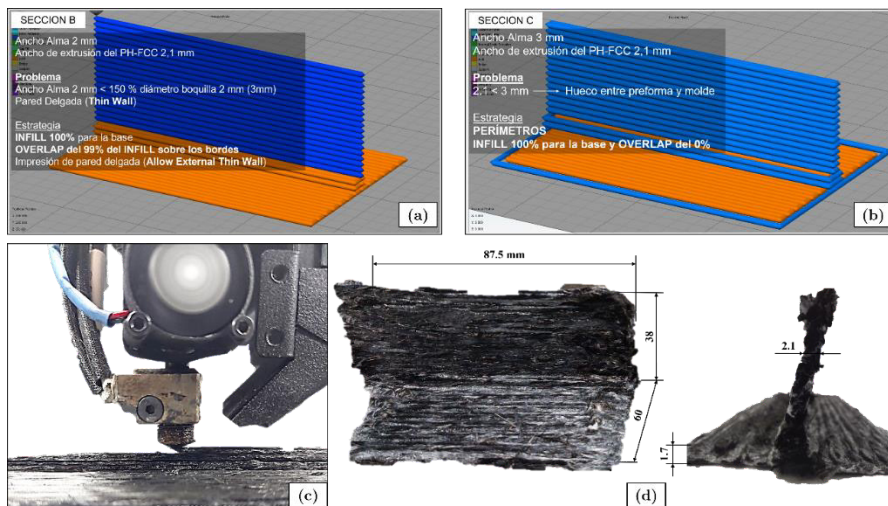 SECCION B
Ancho Alma 2 mm
Ancho de extrusión del PH-FCC 2,1 mm
Problema
Ancho Alma 2 mm < 150 % diámetro boquilla 2 mm (3mm)
Pared Delgada (Thin Wall)
Estrategia
INFILL 100% para la base
OVERLAP del 99% del INFILL sobre los bordes
Impresión de pared delgada (Allow External Thin Wall)
(a)
SECCION C
Ancho Alma 3 mm
Ancho de extrusión del PH-FCC 2,1 mm
Problema
2,1 < 3 mm → Hueco entre preforma y molde
Estrategia
PERÍMETROS
INFILL 100% para la base y OVERLAP del 0%
(b)
(c)
87.5 mm
38
60
2.1
1.7
(d)